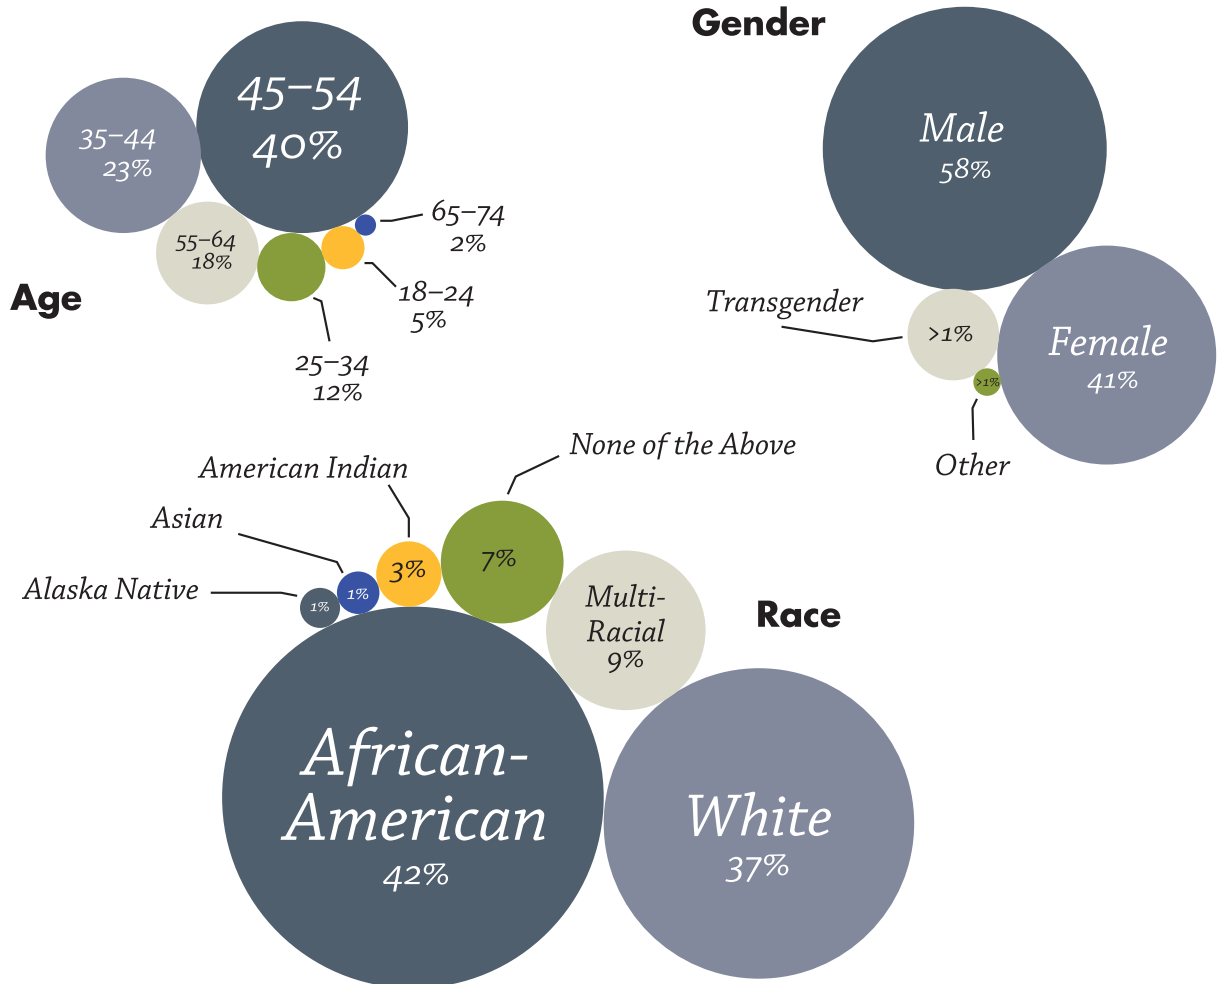 Gender
45–54
40%
35–44
23%
Male
58%
65–74
2%
55–64
18%
Age
18–24
5%
25–34
12%
Transgender
>1%
Female
41%
>1%
Other
None of the Above
American Indian
Asian
Alaska Native
7%
3%
1%
1%
Multi-
Racial
9%
Race
African-
American
42%
White
37%